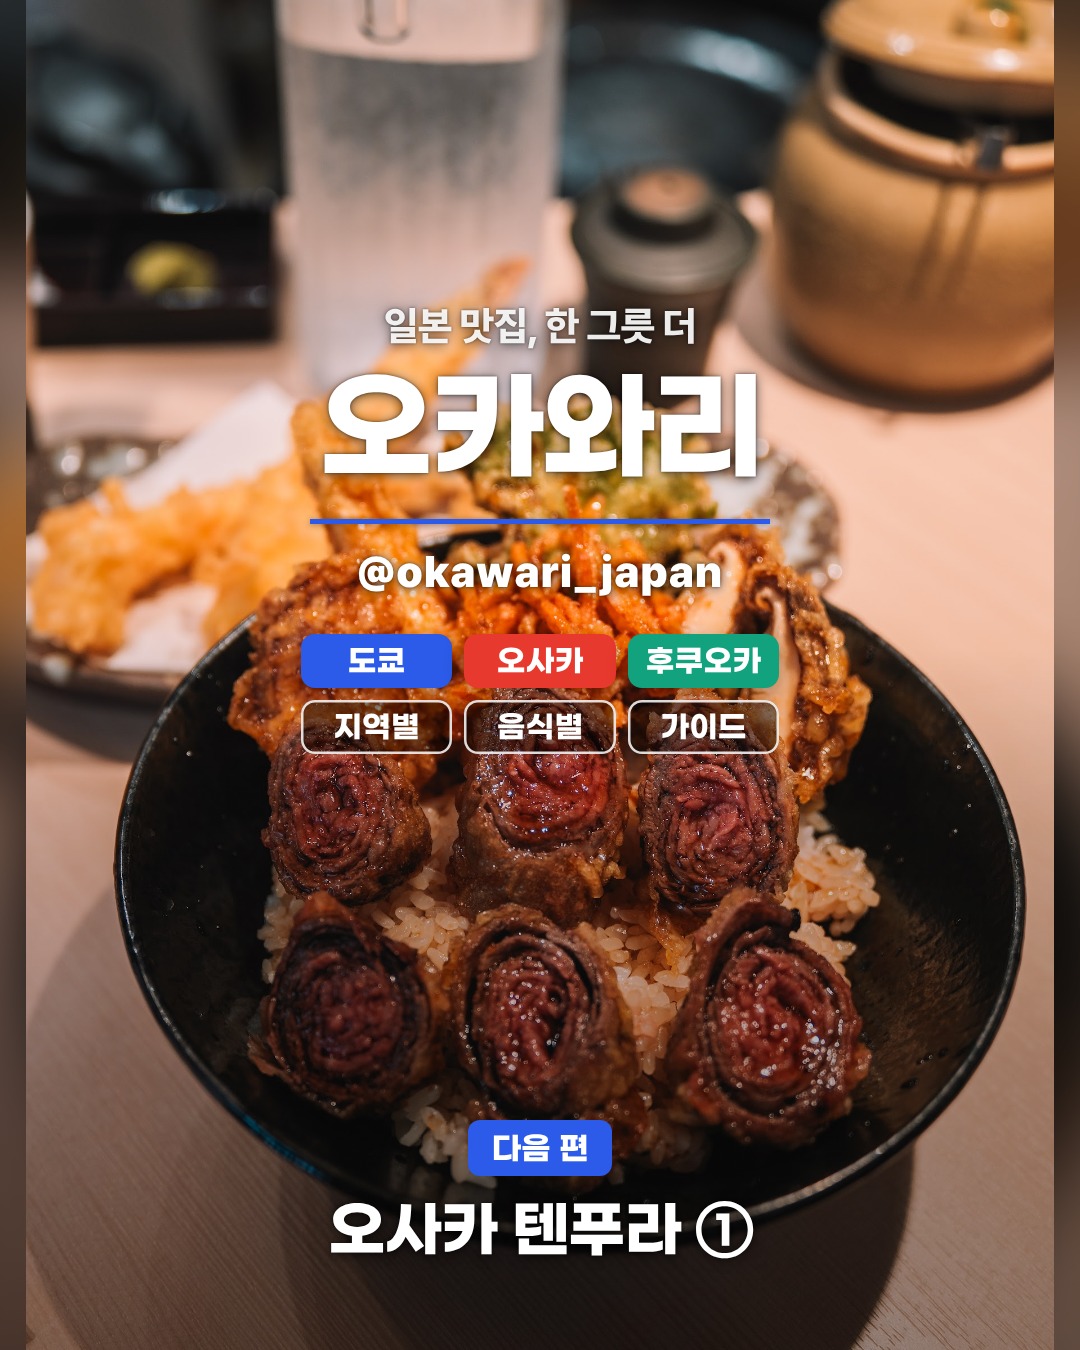 일본 맛집, 한 그릇 더
오카와리
@okawari_japan
도쿄 오사카 후쿠오카
지역별 음식별 가이드
다음 편
오사카 텐푸라 ①